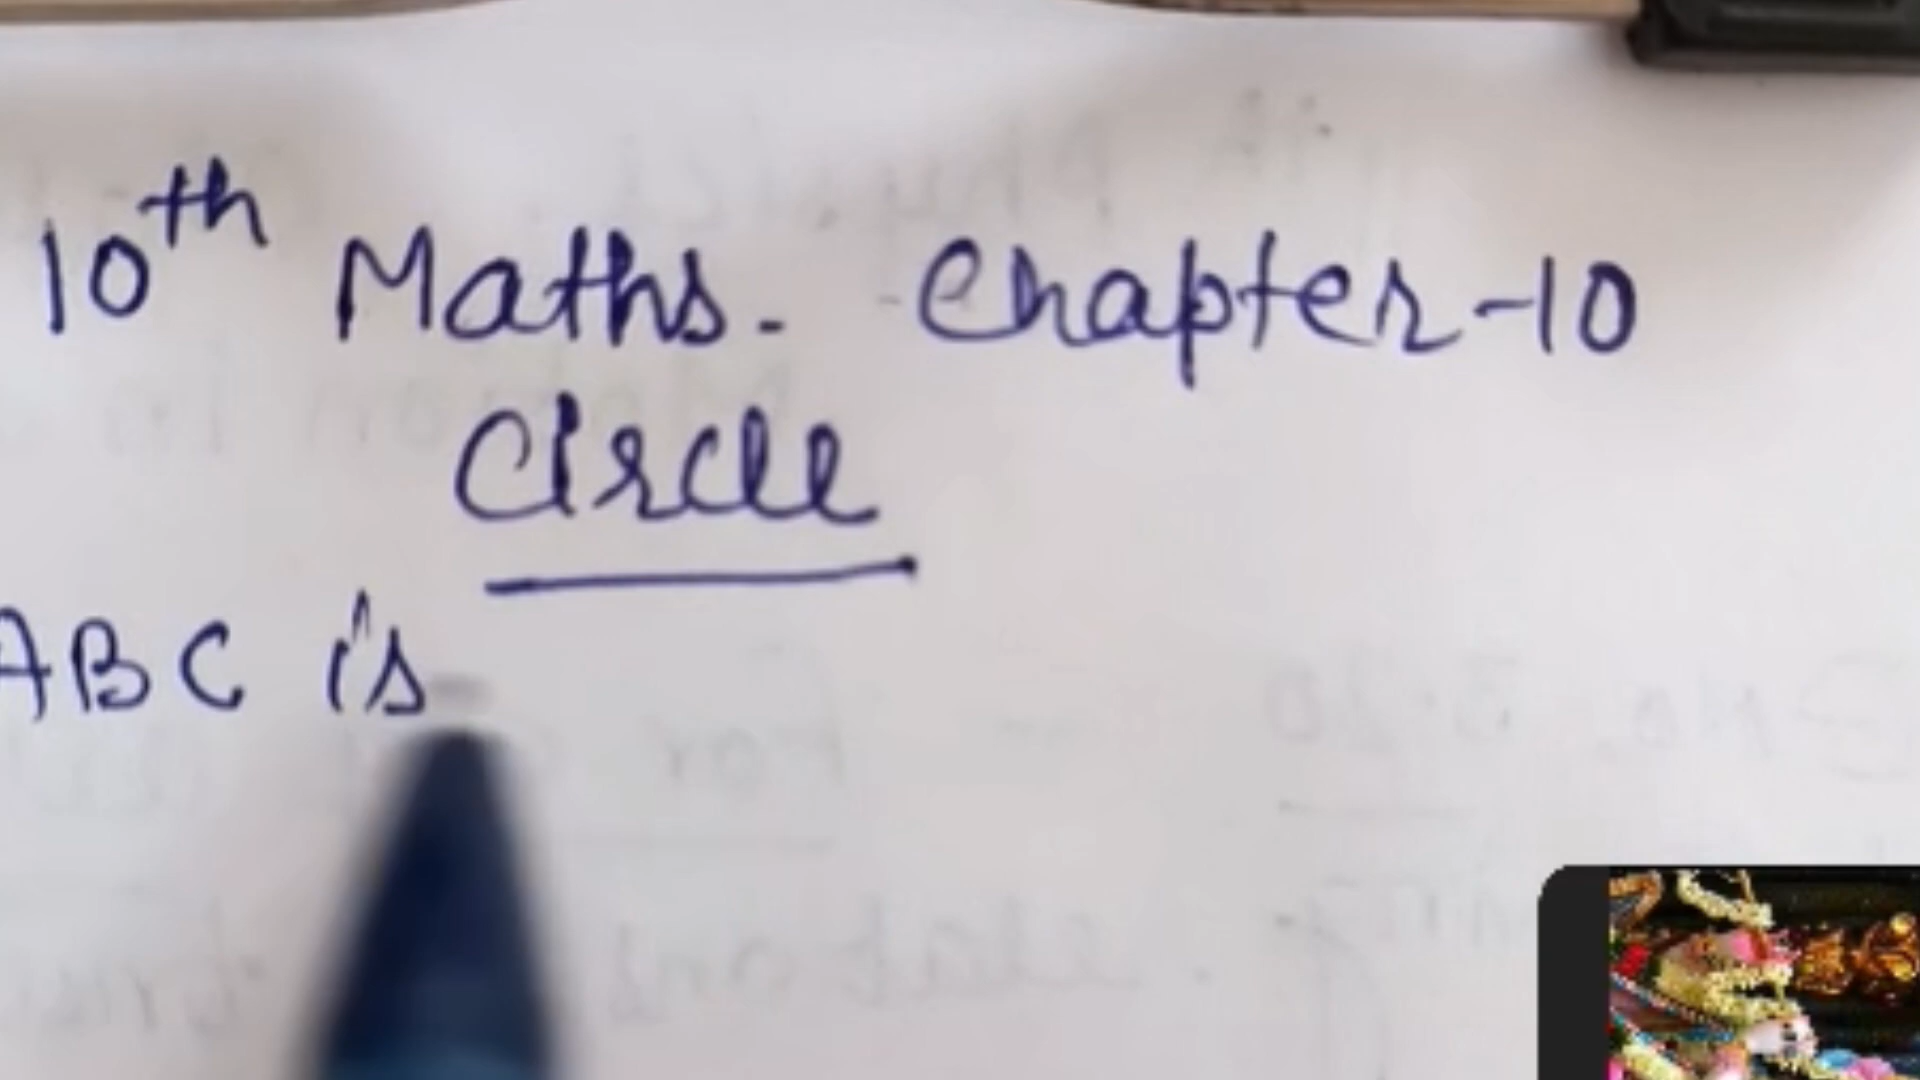 10th Maths. Chapter-10
Circle
ABC is